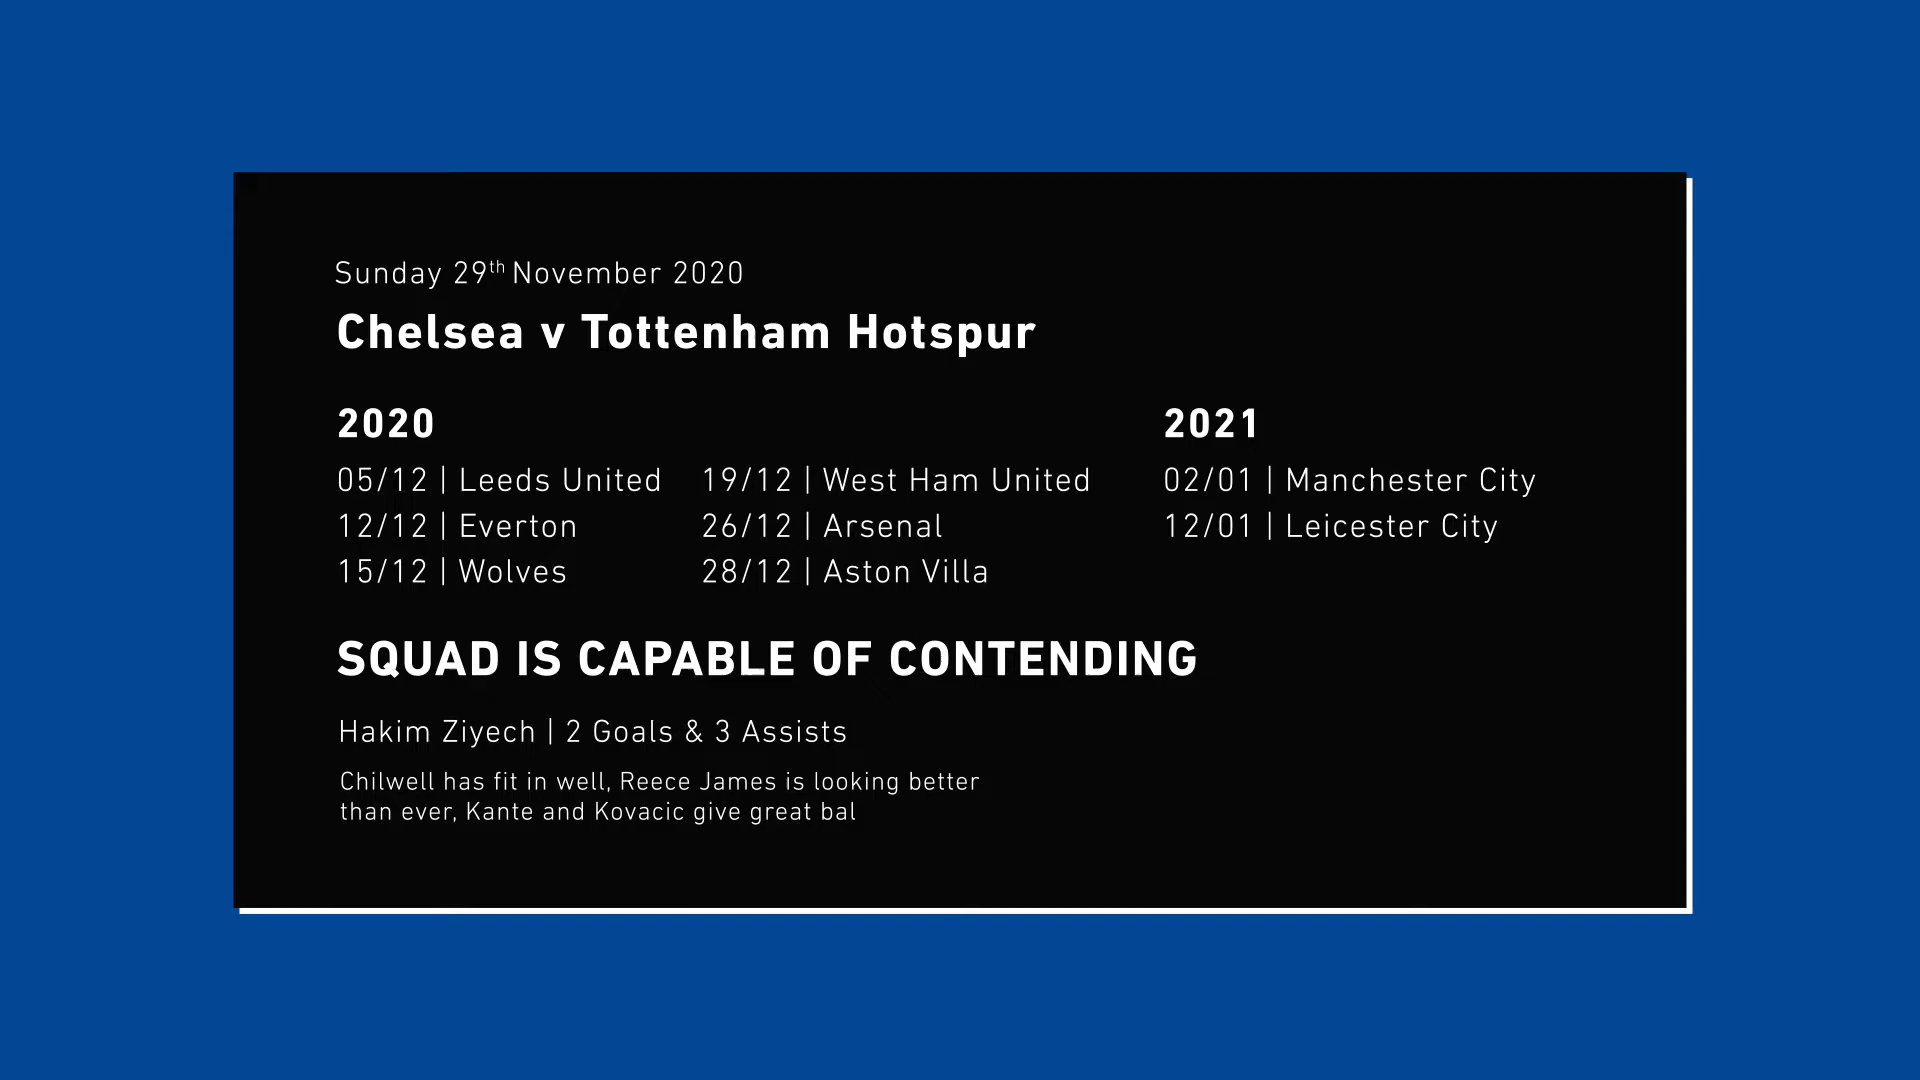 Sunday 29th November 2020
Chelsea v Tottenham Hotspur
2020
05/12 | Leeds United
12/12 | Everton
15/12 | Wolves
19/12 | West Ham United
26/12 | Arsenal
28/12 | Aston Villa
2021
02/01 | Manchester City
12/01 | Leicester City
SQUAD IS CAPABLE OF CONTENDING
Hakim Ziyech | 2 Goals & 3 Assists
Chilwell has fit in well, Reece James is looking better
than ever, Kante and Kovacic give great bal